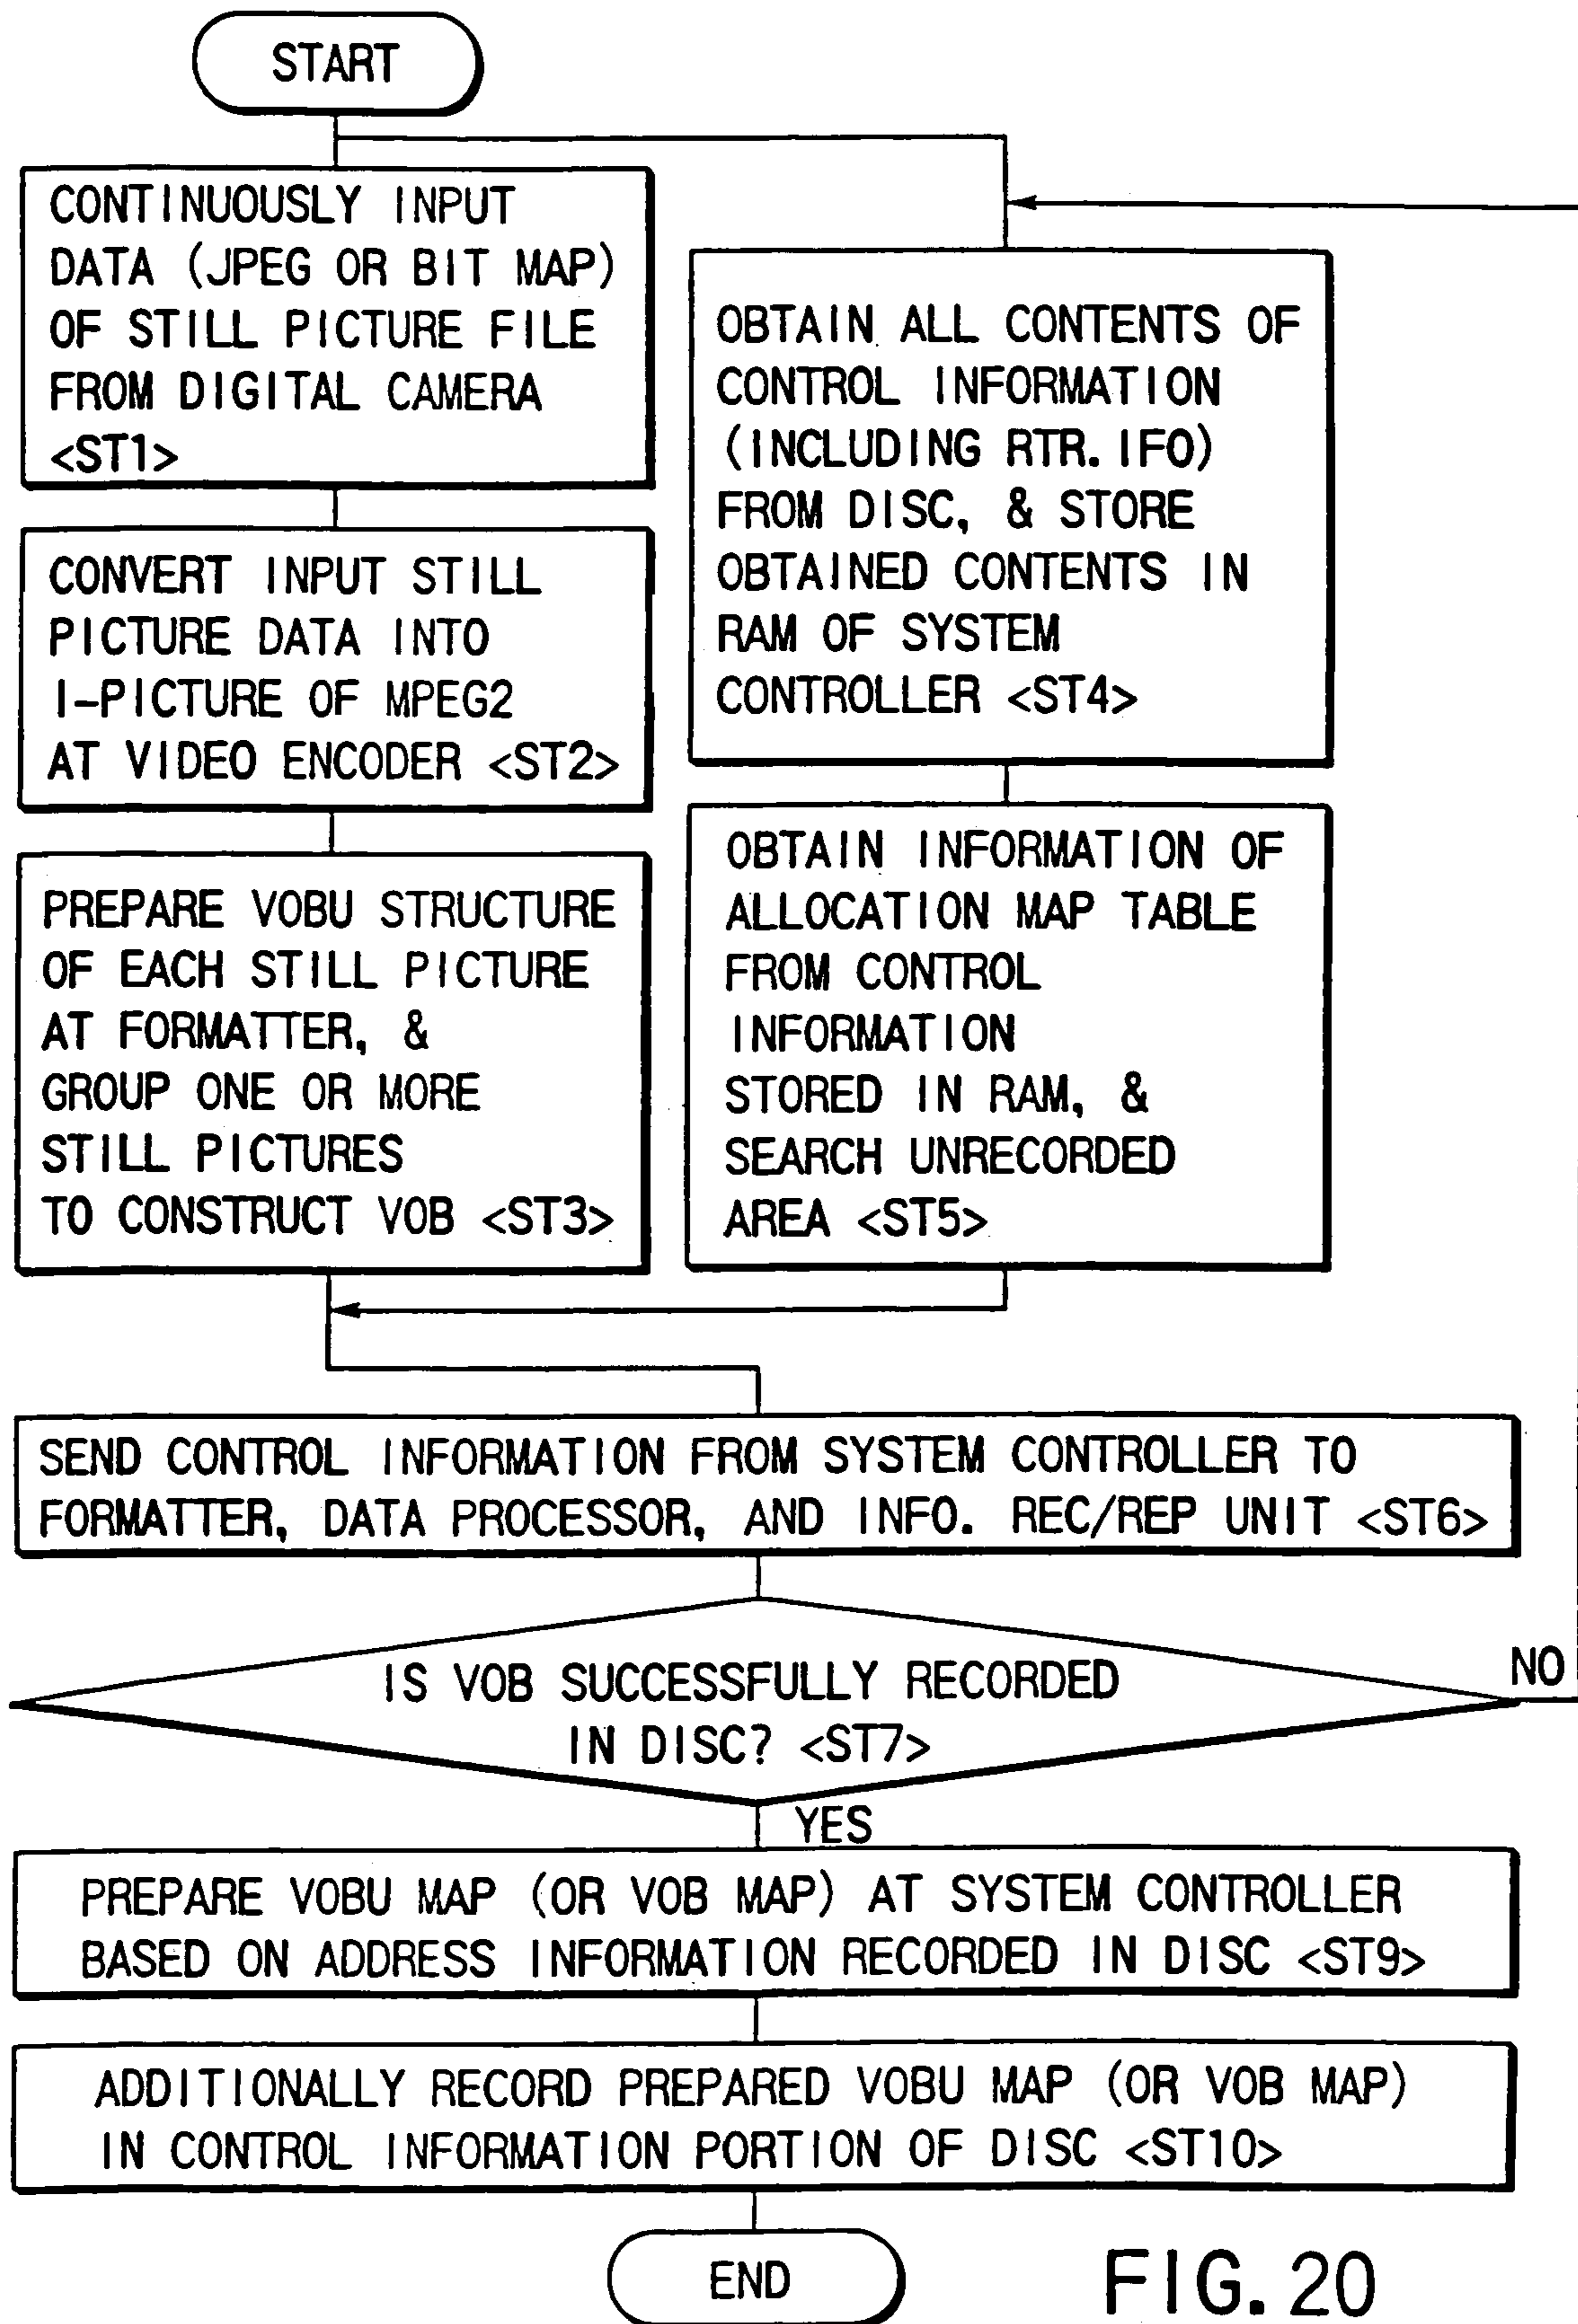 START
CONTINUOUSLY INPUT
DATA (JPEG OR BIT MAP)
OF STILL PICTURE FILE
FROM DIGITAL CAMERA
<ST1>
CONVERT INPUT STILL
PICTURE DATA INTO
I-PICTURE OF MPEG2
AT VIDEO ENCODER <ST2>
PREPARE VOBU STRUCTURE
OF EACH STILL PICTURE
AT FORMATTER, &
GROUP ONE OR MORE
STILL PICTURES
TO CONSTRUCT VOB <ST3>
OBTAIN ALL CONTENTS OF
CONTROL INFORMATION
(INCLUDING RTR. IFO)
FROM DISC, & STORE
OBTAINED CONTENTS IN
RAM OF SYSTEM
CONTROLLER <ST4>
OBTAIN INFORMATION OF
ALLOCATION MAP TABLE
FROM CONTROL
INFORMATION
STORED IN RAM, &
SEARCH UNRECORDED
AREA <ST5>
SEND CONTROL INFORMATION FROM SYSTEM CONTROLLER TO
FORMATTER, DATA PROCESSOR, AND INFO. REC/REP UNIT <ST6>
IS VOB SUCCESSFULLY RECORDED
IN DISC? <ST7>
NO
YES
PREPARE VOBU MAP (OR VOB MAP) AT SYSTEM CONTROLLER
BASED ON ADDRESS INFORMATION RECORDED IN DISC <ST9>
ADDITIONALLY RECORD PREPARED VOBU MAP (OR VOB MAP)
IN CONTROL INFORMATION PORTION OF DISC <ST10>
END
FIG. 20